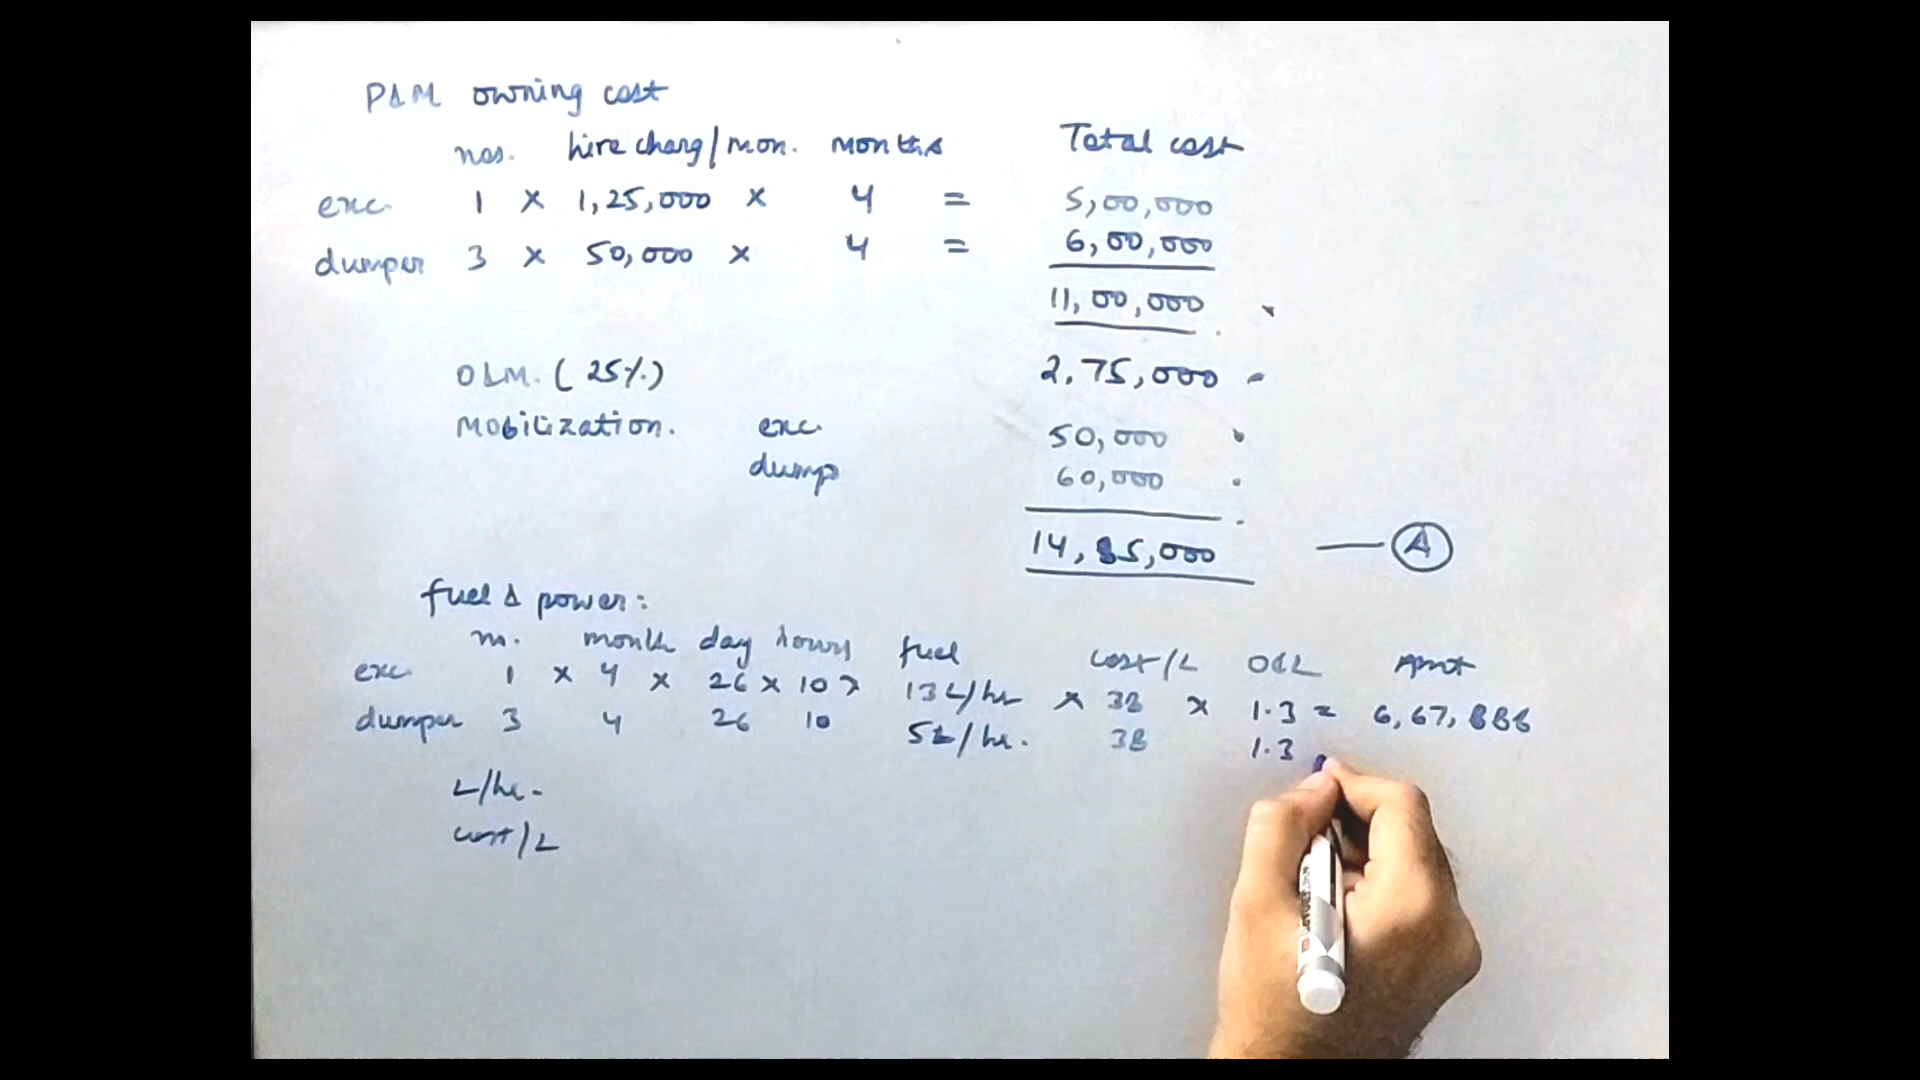 P&M owning cost
nos. hire charg/mon. months Total cost
exc. 1 x 1,25,000 x 4 = 5,00,000
dumper 3 x 50,000 x 4 = 6,00,000
11,00,000
O&M. (25%) 2,75,000
Mobilization. exc. 50,000
dump 60,000
14,85,000 — A
fuel & power:
no. month day hours fuel cost/L O&L Amt
exc. 1 x 4 x 26 x 10 x 13L/hr x 38 x 1.3 = 6,67,888
dumper 3 4 26 10 5L/hr. 38 1.3
L/hr.
cost/L